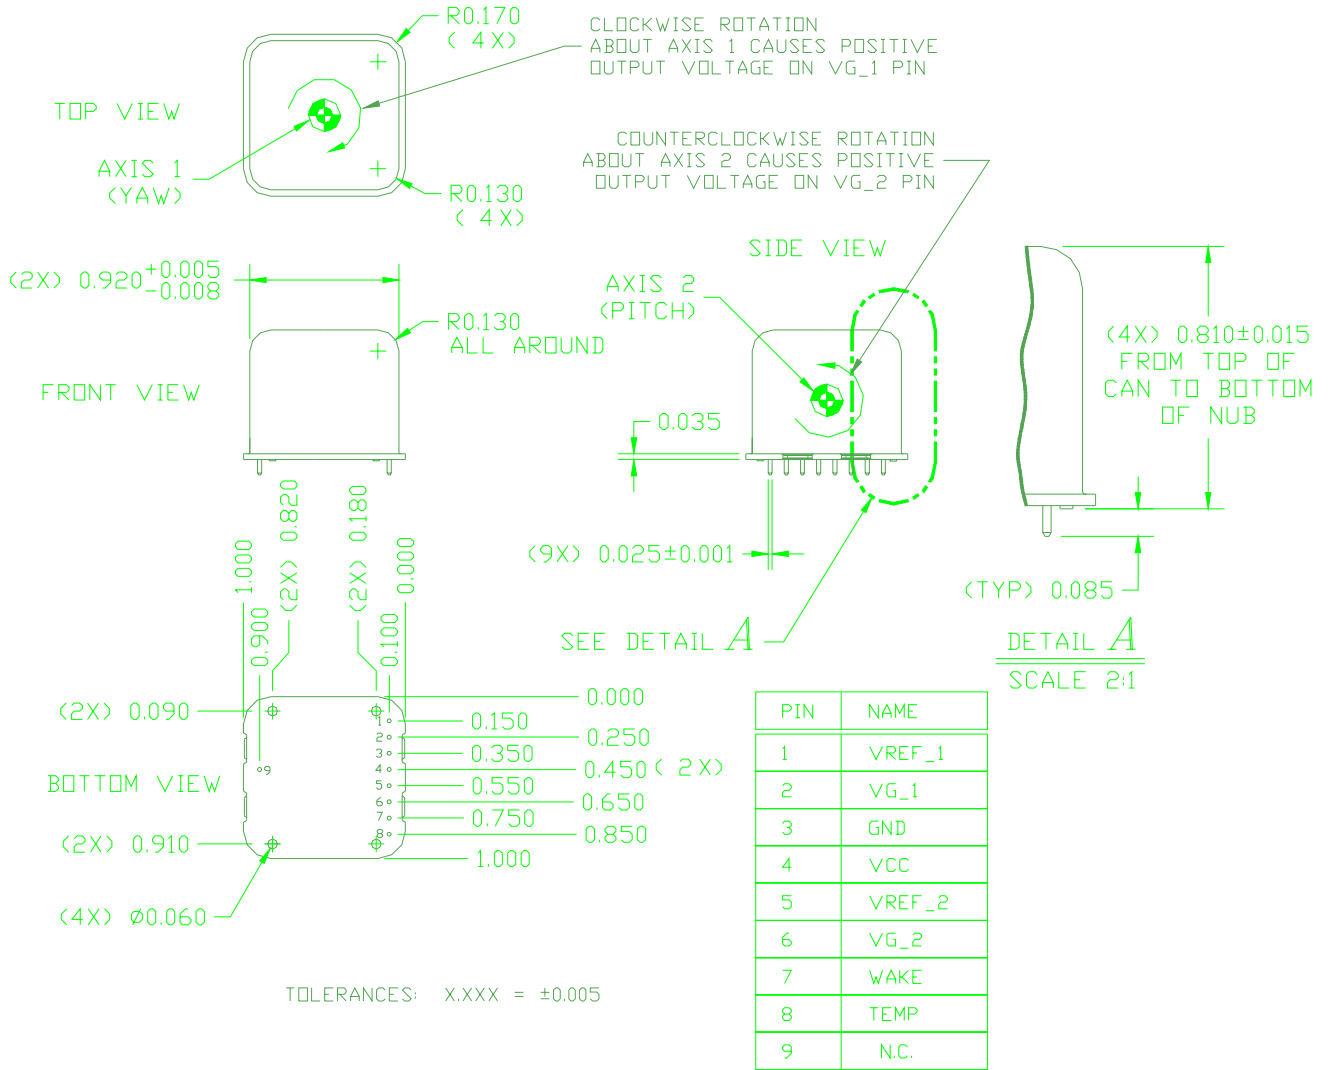 R0.170
( 4X)
CLOCKWISE ROTATION
ABOUT AXIS 1 CAUSES POSITIVE
OUTPUT VOLTAGE ON VG_1 PIN
TOP VIEW
AXIS 1
(YAW)
R0.130
( 4X)
COUNTERCLOCKWISE ROTATION
ABOUT AXIS 2 CAUSES POSITIVE
OUTPUT VOLTAGE ON VG_2 PIN
SIDE VIEW
(2X) 0.920 +0.005
-0.008
AXIS 2
(PITCH)
R0.130
ALL AROUND
(4X) 0.810±0.015
FROM TOP OF
CAN TO BOTTOM
OF NUB
FRONT VIEW
0.035
1.000
(2X) 0.820
(2X) 0.180
0.000
(9X) 0.025±0.001
(TYP) 0.085
0.900
0.100
SEE DETAIL A
DETAIL A
SCALE 2:1
(2X) 0.090
BOTTOM VIEW
(2X) 0.910
(4X) Ø0.060
1
2
3
4
5
6
7
8
9
0.000
0.150
0.250
0.350
0.450 ( 2X)
0.550
0.650
0.750
0.850
1.000
PIN NAME
1 VREF_1
2 VG_1
3 GND
4 VCC
5 VREF_2
6 VG_2
7 WAKE
8 TEMP
9 N.C.
TOLERANCES: X.XXX = ±0.005